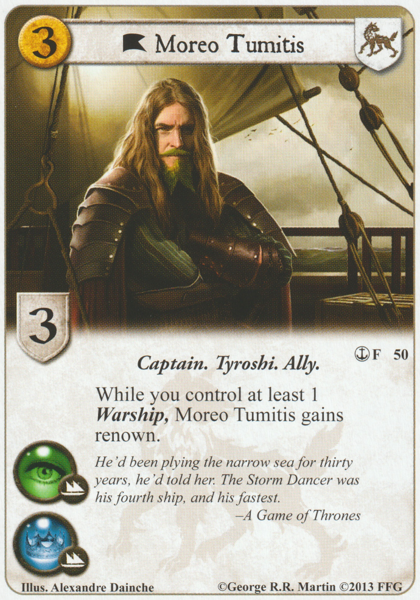 3
Moreo Tumitis
3
Captain. Tyroshi. Ally.
F 50
While you control at least 1
Warship, Moreo Tumitis gains
renown.
He'd been plying the narrow sea for thirty
years, he'd told her. The Storm Dancer was
his fourth ship, and his fastest.
–A Game of Thrones
Illus. Alexandre Dainche
©George R.R. Martin ©2013 FFG